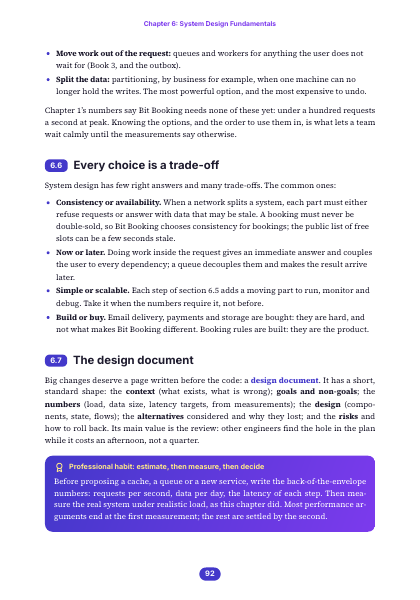 Chapter 6: System Design Fundamentals
• Move work out of the request: queues and workers for anything the user does not
wait for (Book 3, and the outbox).
• Split the data: partitioning, by business for example, when one machine can no
longer hold the writes. The most powerful option, and the most expensive to undo.
Chapter 1's numbers say Bit Booking needs none of these yet: under a hundred requests
a second at peak. Knowing the options, and the order to use them in, is what lets a team
wait calmly until the measurements say otherwise.
6.6 Every choice is a trade-off
System design has few right answers and many trade-offs. The common ones:
• Consistency or availability. When a network splits a system, each part must either
refuse requests or answer with data that may be stale. A booking must never be
double-sold, so Bit Booking chooses consistency for bookings; the public list of free
slots can be a few seconds stale.
• Now or later. Doing work inside the request gives an immediate answer and couples
the user to every dependency; a queue decouples them and makes the result arrive
later.
• Simple or scalable. Each step of section 6.5 adds a moving part to run, monitor and
debug. Take it when the numbers require it, not before.
• Build or buy. Email delivery, payments and storage are bought: they are hard, and
not what makes Bit Booking different. Booking rules are built: they are the product.
6.7 The design document
Big changes deserve a page written before the code: a design document. It has a short,
standard shape: the context (what exists, what is wrong); goals and non-goals; the
numbers (load, data size, latency targets, from measurements); the design (compo-
nents, state, flows); the alternatives considered and why they lost; and the risks and
how to roll back. Its main value is the review: other engineers find the hole in the plan
while it costs an afternoon, not a quarter.
Professional habit: estimate, then measure, then decide
Before proposing a cache, a queue or a new service, write the back-of-the-envelope
numbers: requests per second, data per day, the latency of each step. Then mea-
sure the real system under realistic load, as this chapter did. Most performance ar-
guments end at the first measurement; the rest are settled by the second.
92